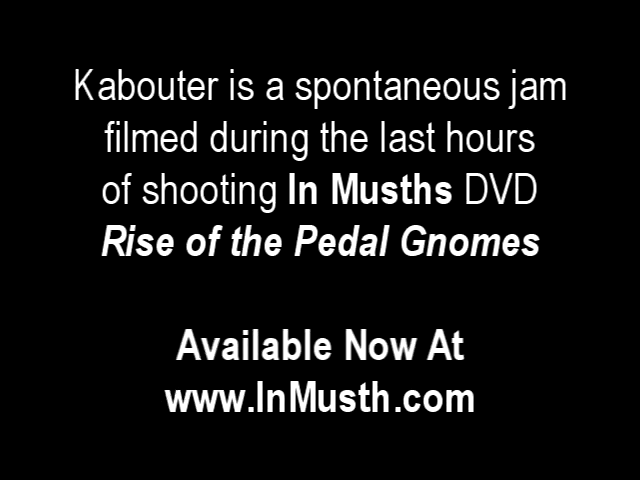 Kabouter is a spontaneous jam
filmed during the last hours
of shooting In Musths DVD
Rise of the Pedal Gnomes
Available Now At
www.InMusth.com